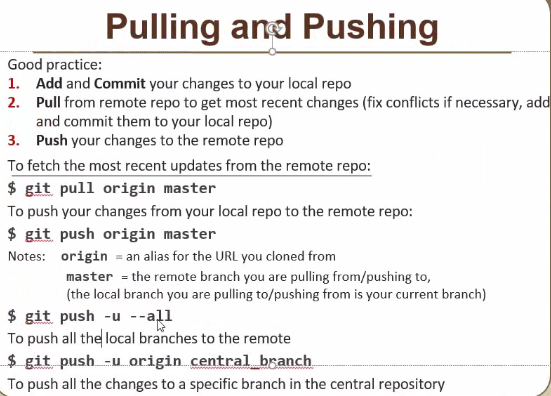 Pulling and Pushing
Good practice:
1. Add and Commit your changes to your local repo
2. Pull from remote repo to get most recent changes (fix conflicts if necessary, add
and commit them to your local repo)
3. Push your changes to the remote repo
To fetch the most recent updates from the remote repo:
$ git pull origin master
To push your changes from your local repo to the remote repo:
$ git push origin master
Notes: origin = an alias for the URL you cloned from
master = the remote branch you are pulling from/pushing to,
(the local branch you are pulling to/pushing from is your current branch)
$ git push -u --all
To push all the local branches to the remote
$ git push -u origin central_branch
To push all the changes to a specific branch in the central repository